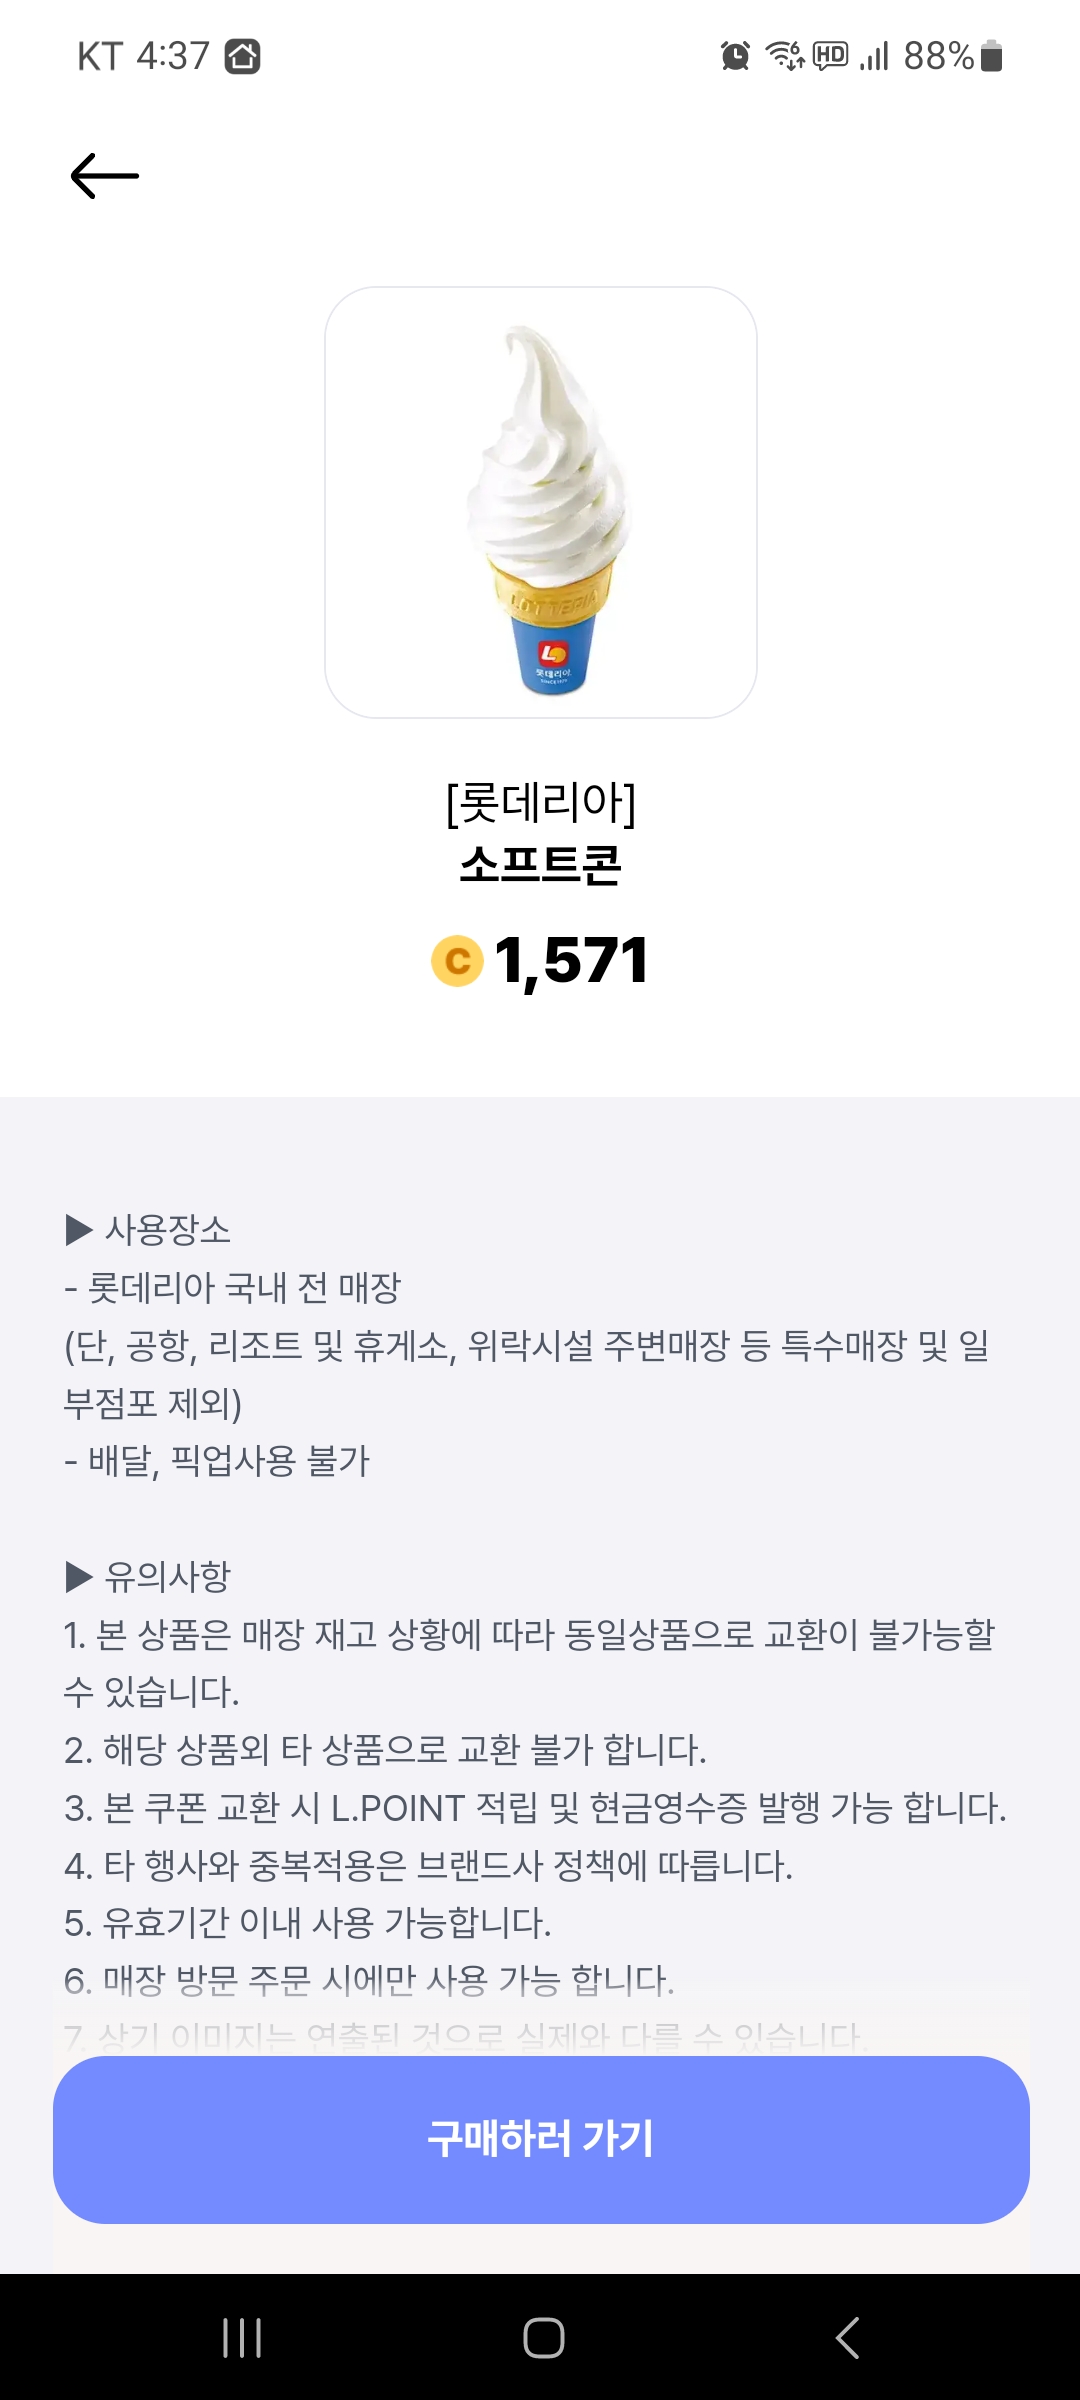 KT 4:37
HD 88%
LOTTERIA
롯데리아
[롯데리아]
소프트콘
C 1,571
▶ 사용장소
- 롯데리아 국내 전 매장
(단, 공항, 리조트 및 휴게소, 위락시설 주변매장 등 특수매장 및 일
부점포 제외)
- 배달, 픽업사용 불가
▶ 유의사항
1. 본 상품은 매장 재고 상황에 따라 동일상품으로 교환이 불가능할
수 있습니다.
2. 해당 상품외 타 상품으로 교환 불가 합니다.
3. 본 쿠폰 교환 시 L.POINT 적립 및 현금영수증 발행 가능 합니다.
4. 타 행사와 중복적용은 브랜드사 정책에 따릅니다.
5. 유효기간 이내 사용 가능합니다.
6. 매장 방문 주문 시에만 사용 가능 합니다.
7. 상기 이미지는 연출된 것으로 실제와 다를 수 있습니다.
구매하러 가기